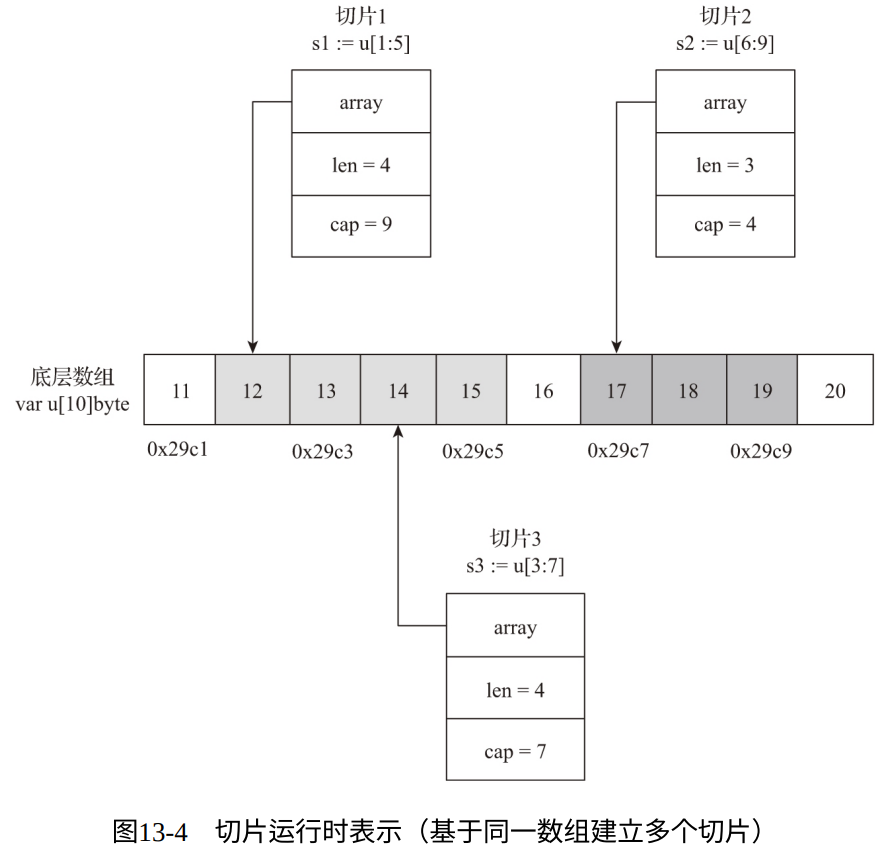 切片1
s1 := u[1:5]
array
len = 4
cap = 9
切片2
s2 := u[6:9]
array
len = 3
cap = 4
底层数组
var u[10]byte
11 12 13 14 15 16 17 18 19 20
0x29c1 0x29c3 0x29c5 0x29c7 0x29c9
切片3
s3 := u[3:7]
array
len = 4
cap = 7
图13-4 切片运行时表示（基于同一数组建立多个切片）